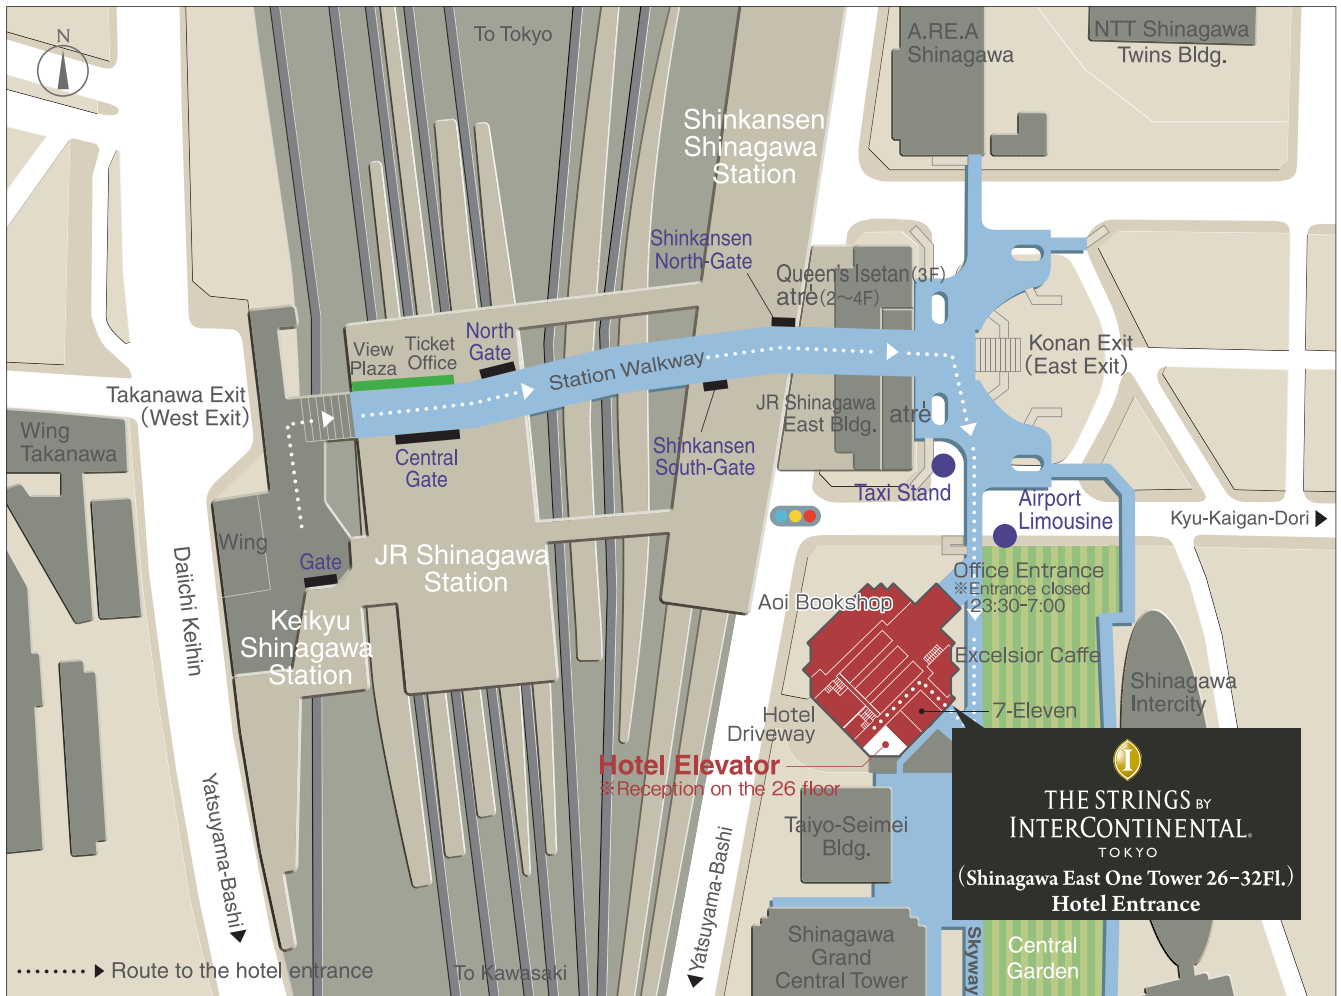 N
To Tokyo
A.RE.A
Shinagawa
NTT Shinagawa
Twins Bldg.
Shinkansen
Shinagawa
Station
Shinkansen
North-Gate
Queen's Isetan(3F)
atré(2~4F)
North
Gate
View
Plaza
Ticket
Office
Station Walkway
Konan Exit
(East Exit)
Takanawa Exit
(West Exit)
Wing
Takanawa
JR Shinagawa
East Bldg.
atré
Central
Gate
Shinkansen
South-Gate
Taxi Stand
Airport
Limousine
Kyu-Kaigan-Dori
Wing
Gate
JR Shinagawa
Station
Office Entrance
※Entrance closed
23:30-7:00
Daiichi Keihin
Aoi Bookshop
Keikyu
Shinagawa
Station
Excelsior Caffe
Shinagawa
Intercity
7-Eleven
Hotel
Driveway
Hotel Elevator
※Reception on the 26 floor
I
THE STRINGS BY
INTERCONTINENTAL®
TOKYO
(Shinagawa East One Tower 26-32Fl.)
Hotel Entrance
Yatsuyama-Bashi
Taiyo-Seimei
Bldg.
Yatsuyama-Bashi
Shinagawa
Grand
Central Tower
Skyway
Central
Garden
Route to the hotel entrance
To Kawasaki